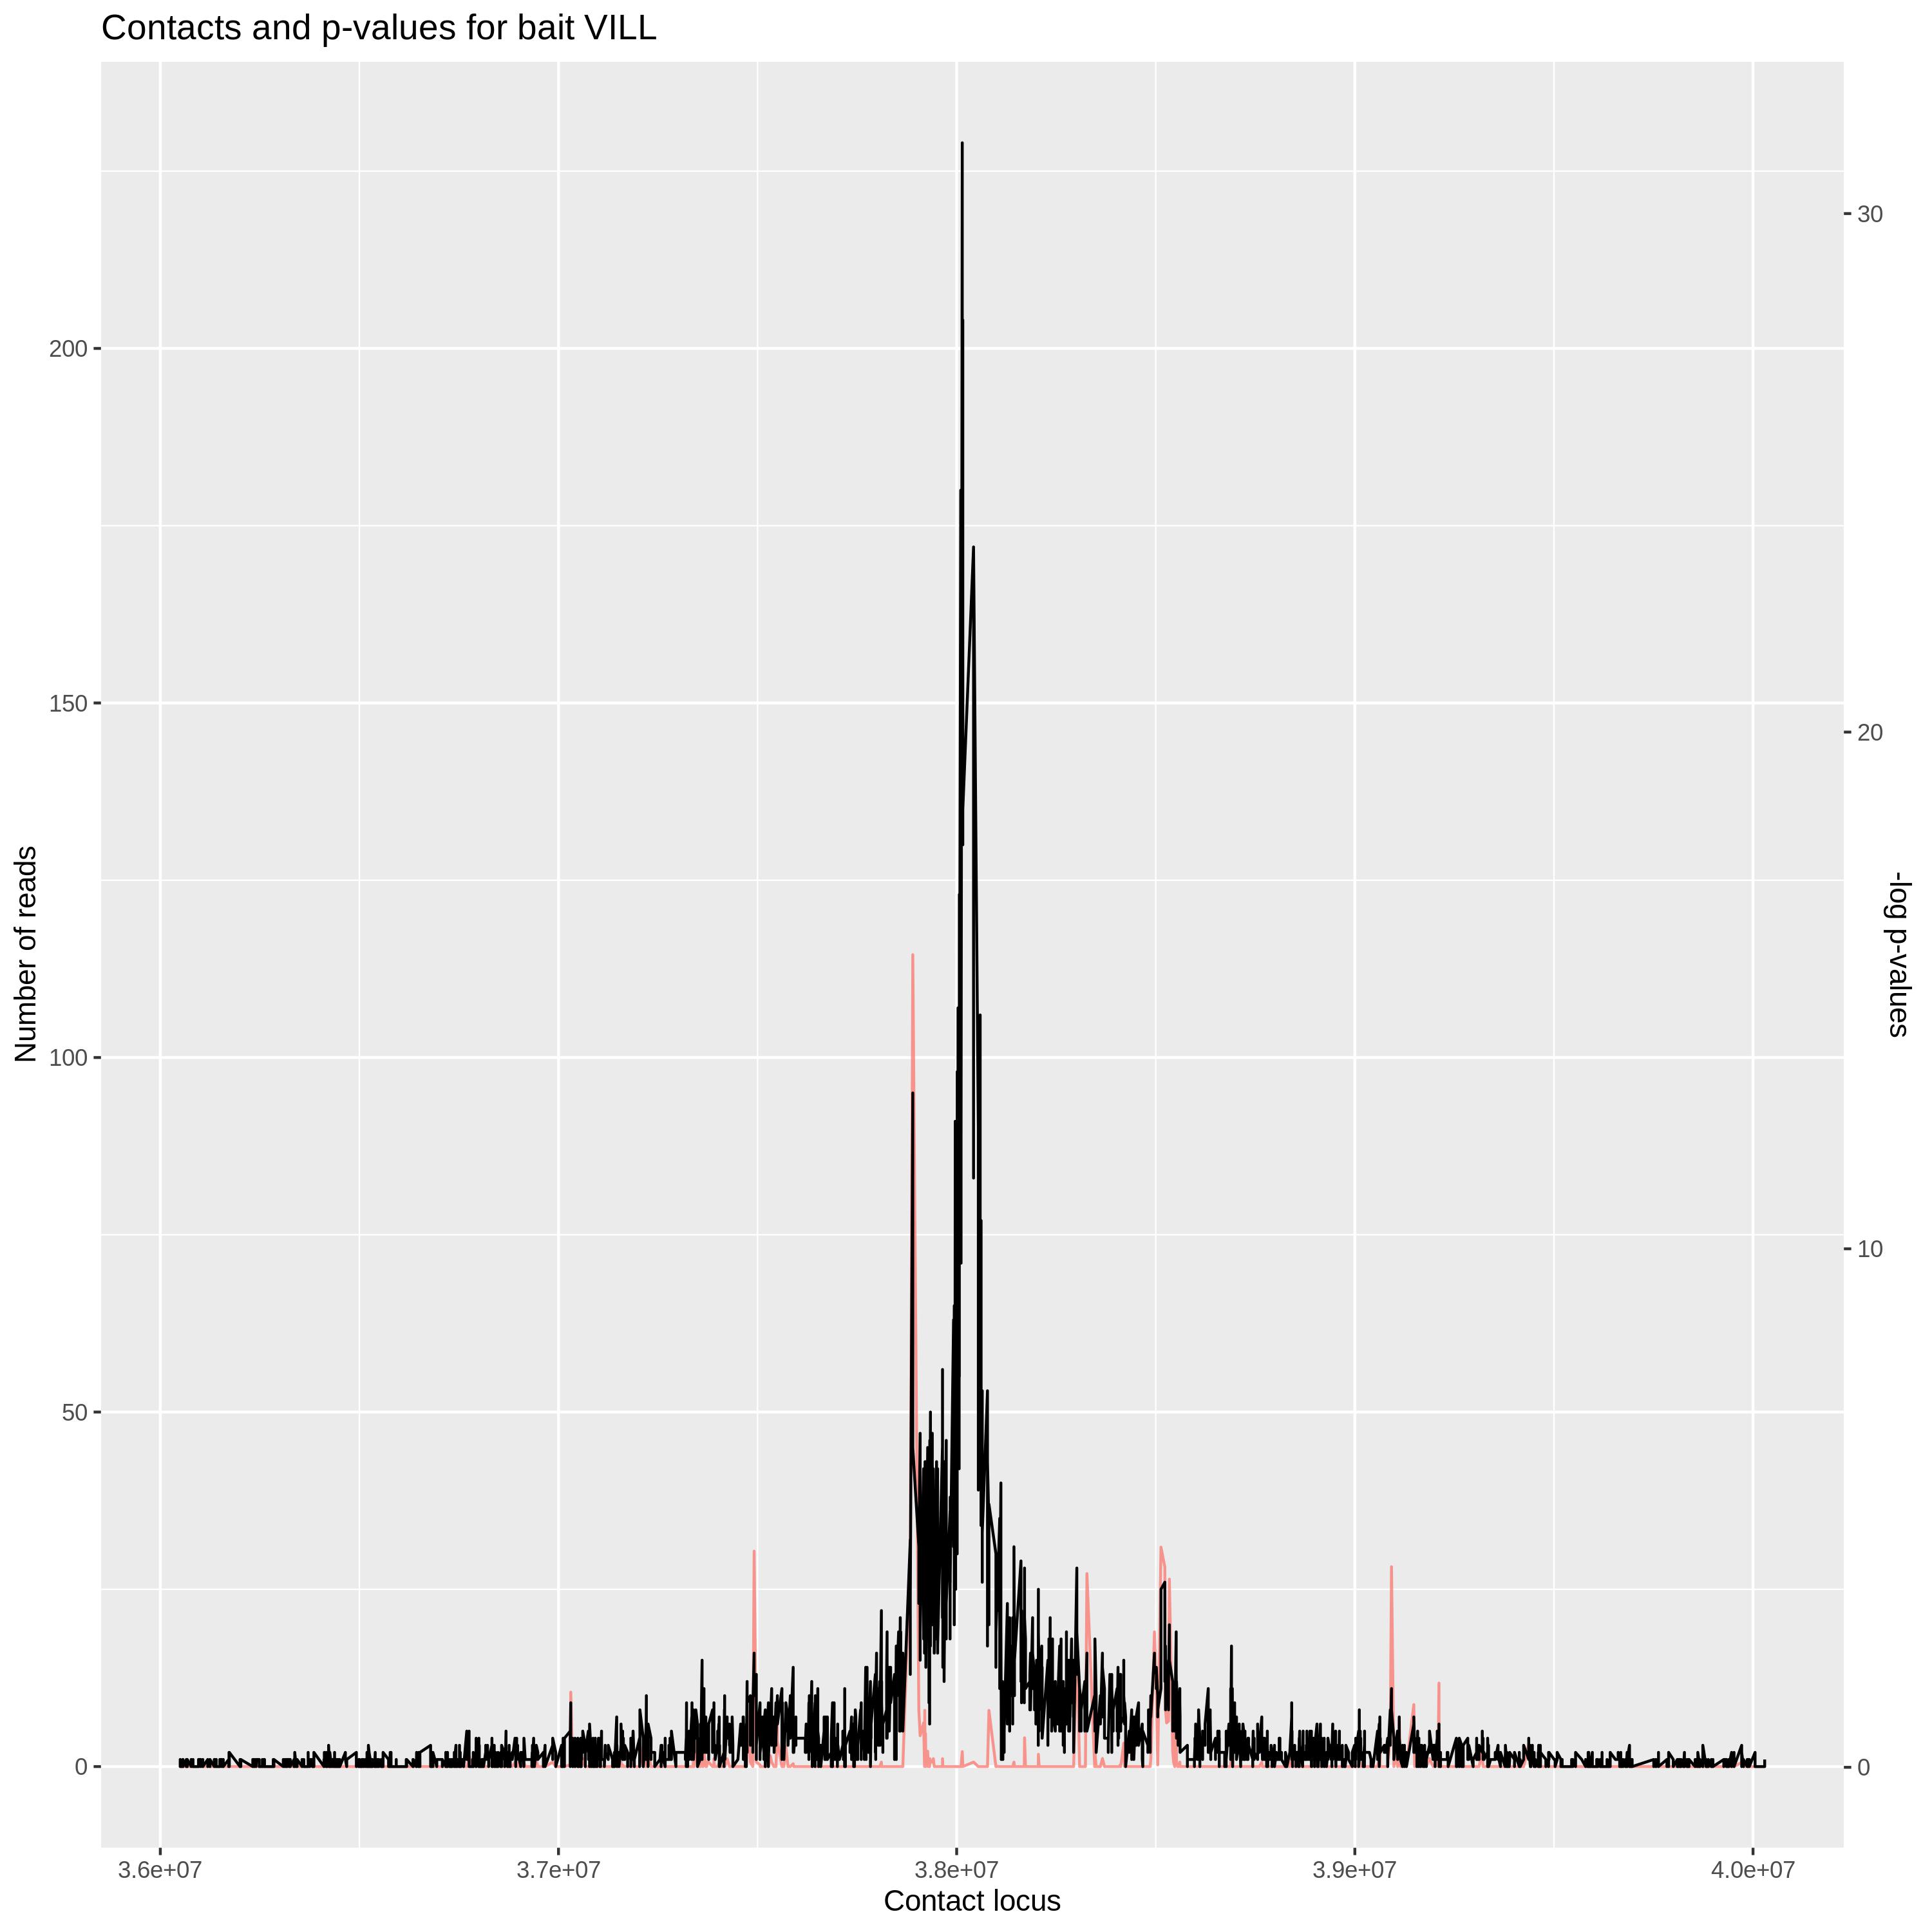 Contacts and p-values for bait VILL
Number of reads
200
150
100
50
0
30
20
10
0
-log p-values
3.6e+07 3.7e+07 3.8e+07 3.9e+07 4.0e+07
Contact locus